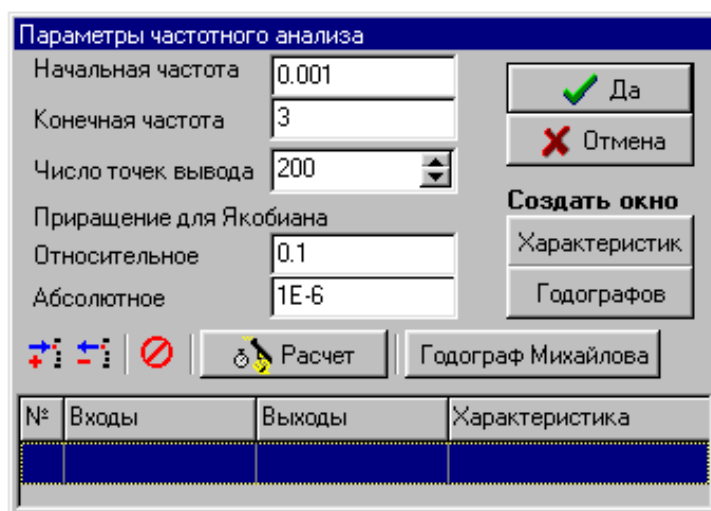 Параметры частотного анализа
Начальная частота 0.001
Конечная частота 3
Число точек вывода 200
Приращение для Якобиана
Относительное 0.1
Абсолютное 1E-6
Да
Отмена
Создать окно
Характеристик
Годографов
Расчет Годограф Михайлова
№ Входы Выходы Характеристика